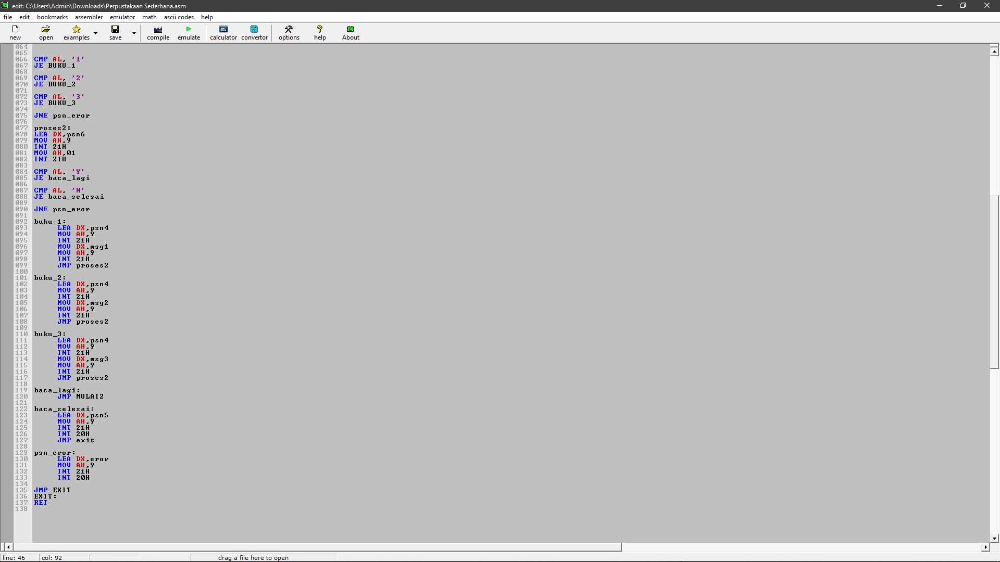 edit: C:\Users\Admin\Downloads\Perpustakaan Sederhana.asm
file edit bookmarks assembler emulator math ascii codes help
new open examples save compile emulate calculator convertor options help About
064
065
066 CMP AL, '1'
067 JE BUKU_1
068
069 CMP AL, '2'
070 JE BUKU_2
071
072 CMP AL, '3'
073 JE BUKU_3
074
075 JNE psn_eror
076
077 proses2:
078 LEA DX,psn6
079 MOV AH,9
080 INT 21H
081 MOV AH,01
082 INT 21H
083
084 CMP AL, 'Y'
085 JE baca_lagi
086
087 CMP AL, 'N'
088 JE baca_selesai
089
090 JNE psn_eror
091
092 buku_1:
093 LEA DX,psn4
094 MOV AH,9
095 INT 21H
096 MOV DX,msg1
097 MOV AH,9
098 INT 21H
099 JMP proses2
100
101 buku_2:
102 LEA DX,psn4
103 MOV AH,9
104 INT 21H
105 MOV DX,msg2
106 MOV AH,9
107 INT 21H
108 JMP proses2
109
110 buku_3:
111 LEA DX,psn4
112 MOV AH,9
113 INT 21H
114 MOV DX,msg3
115 MOV AH,9
116 INT 21H
117 JMP proses2
118
119 baca_lagi:
120 JMP MULAI2
121
122 baca_selesai:
123 LEA DX,psn5
124 MOV AH,9
125 INT 21H
126 INT 20H
127 JMP exit
128
129 psn_eror:
130 LEA DX,eror
131 MOV AH,9
132 INT 21H
133 INT 20H
134
135 JMP EXIT
136 EXIT:
137 RET
138
line: 46 col: 92 drag a file here to open